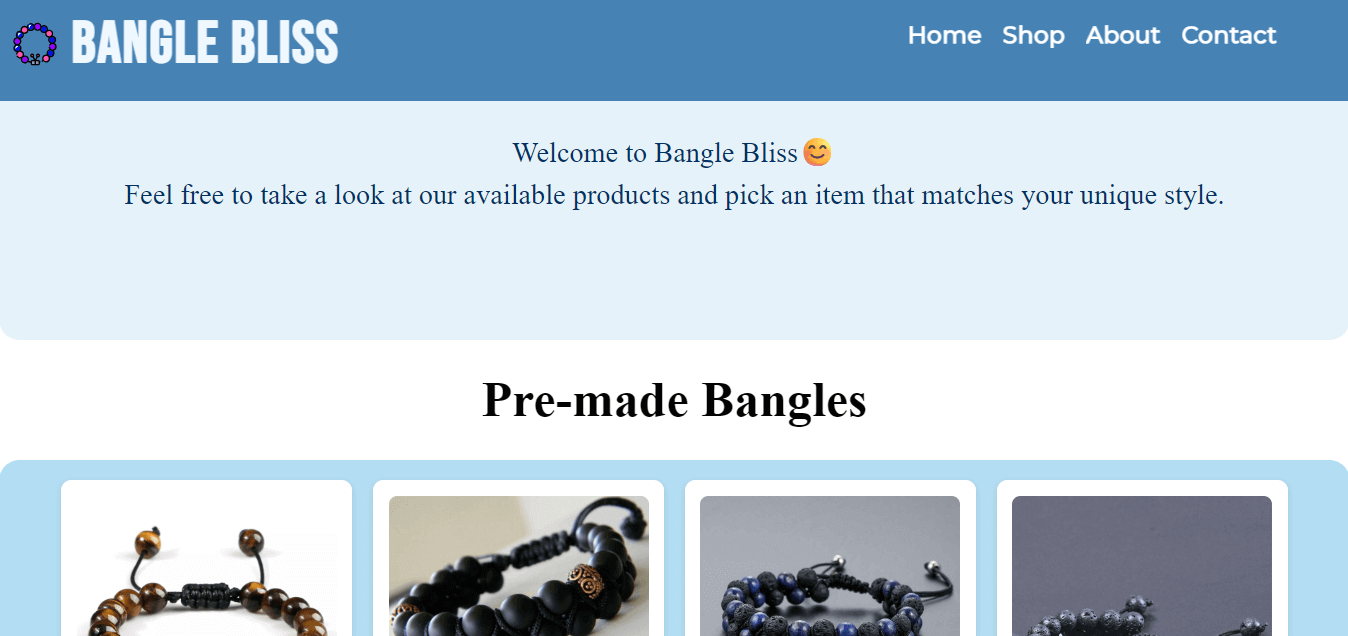 BANGLE BLISS
Home Shop About Contact
Welcome to Bangle Bliss 😊
Feel free to take a look at our available products and pick an item that matches your unique style.
Pre-made Bangles